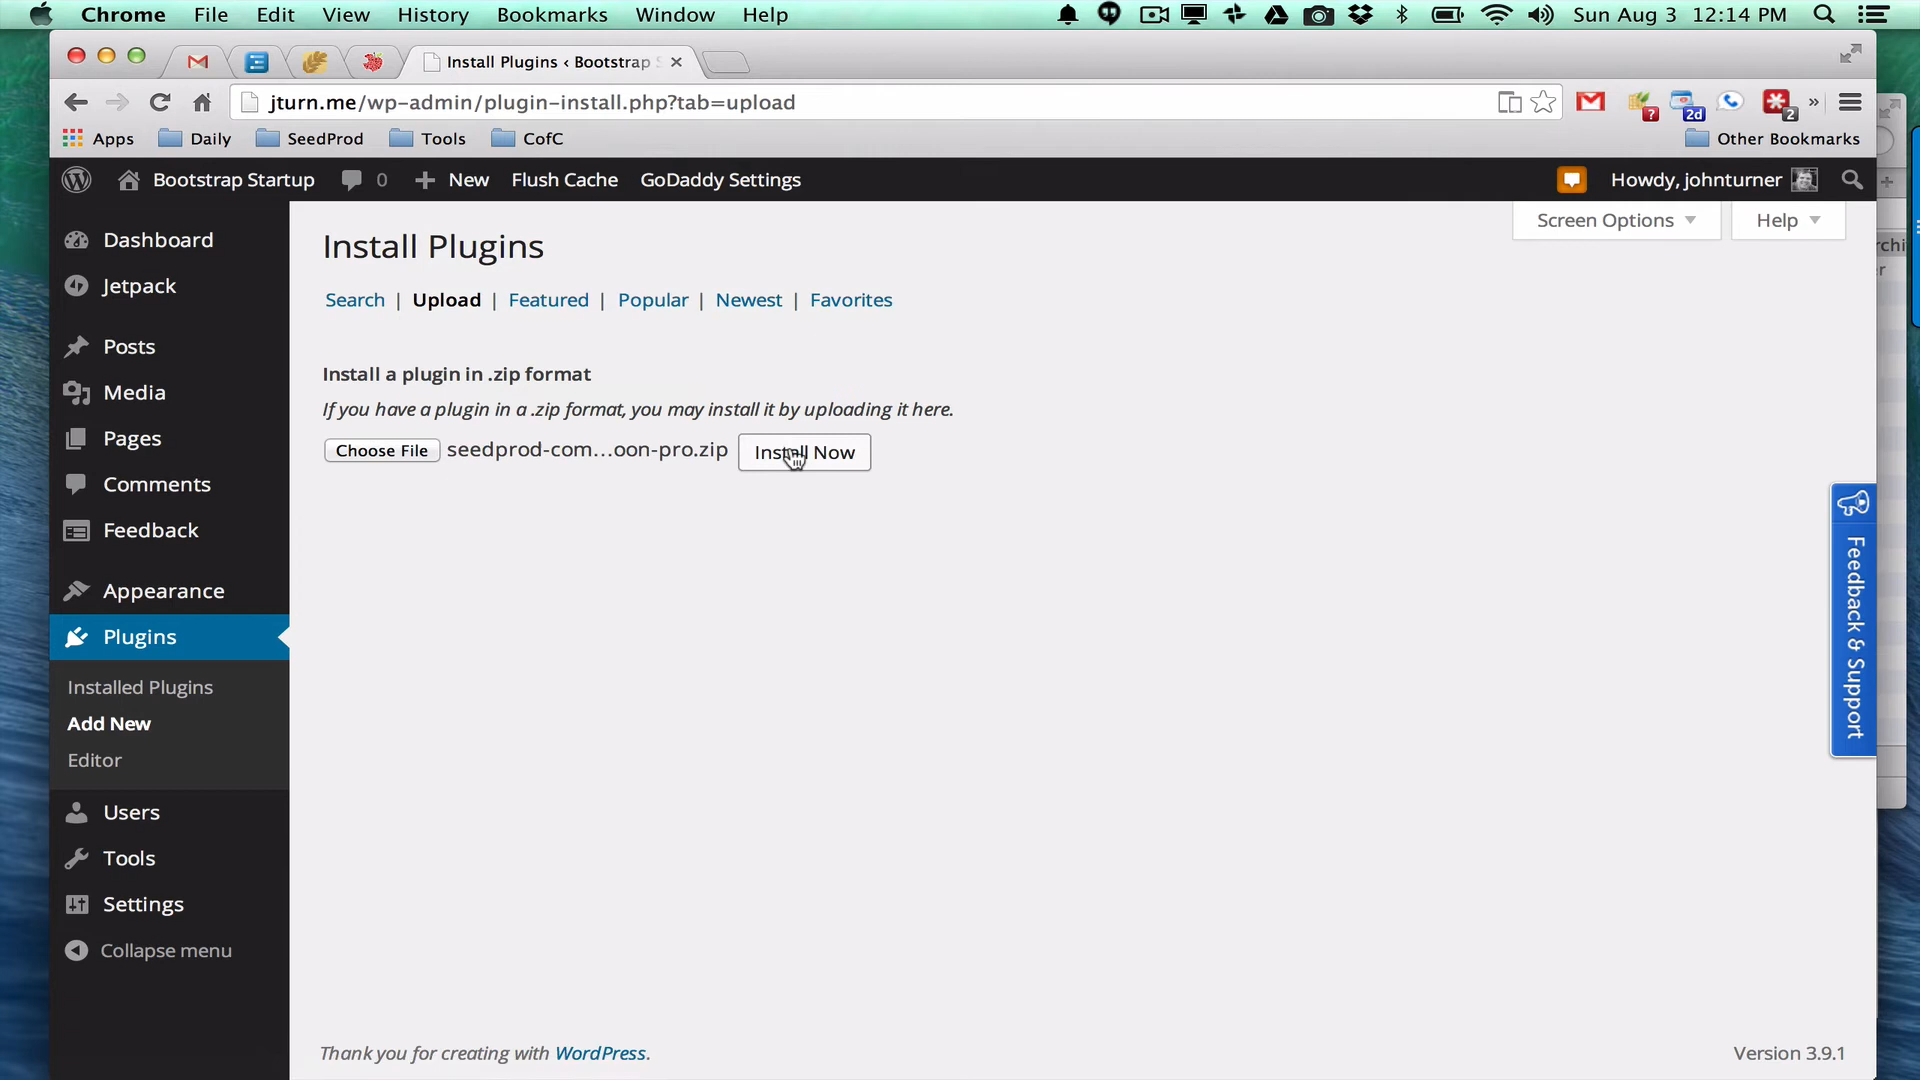 Chrome File Edit View History Bookmarks Window Help Sun Aug 3 12:14 PM
Install Plugins ‹ Bootstrap
jturn.me/wp-admin/plugin-install.php?tab=upload ? 2d 2 »
Apps Daily SeedProd Tools CofC Other Bookmarks
Bootstrap Startup 0 New Flush Cache GoDaddy Settings Howdy, johnturner
Screen Options Help
Dashboard
Jetpack
Posts
Media
Pages
Comments
Feedback
Appearance
Plugins
Installed Plugins
Add New
Editor
Users
Tools
Settings
Collapse menu
Install Plugins
Search | Upload | Featured | Popular | Newest | Favorites
Install a plugin in .zip format
If you have a plugin in a .zip format, you may install it by uploading it here.
Choose File seedprod-com...oon-pro.zip Install Now
Feedback & Support
Thank you for creating with WordPress. Version 3.9.1